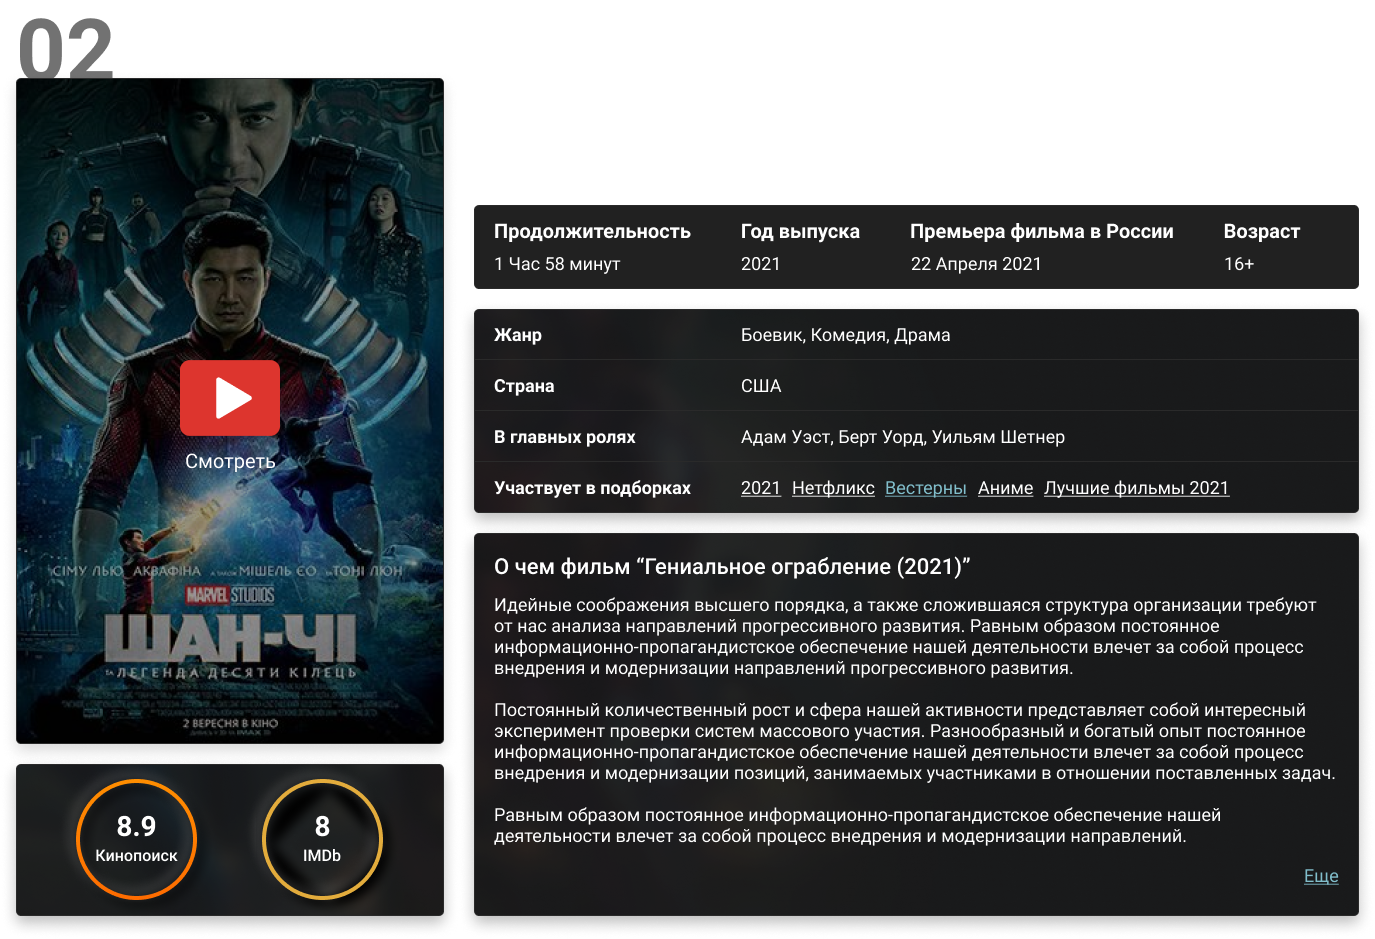 02
Смотреть
СІМУ ЛЬЮ АКВАФІНА А ТАКОЖ МІШЕЛЬ ЄО ТА ТОНІ ЛЮН
MARVEL STUDIOS
ШАН-ЧІ
ТА ЛЕГЕНДА ДЕСЯТИ КІЛЕЦЬ
2 ВЕРЕСНЯ В КІНО
8.9
Кинопоиск
8
IMDb
Продолжительность Год выпуска Премьера фильма в России Возраст
1 Час 58 минут 2021 22 Апреля 2021 16+
Жанр Боевик, Комедия, Драма
Страна США
В главных ролях Адам Уэст, Берт Уорд, Уильям Шетнер
Участвует в подборках 2021 Нетфликс Вестерны Аниме Лучшие фильмы 2021
О чем фильм “Гениальное ограбление (2021)”
Идейные соображения высшего порядка, а также сложившаяся структура организации требуют
от нас анализа направлений прогрессивного развития. Равным образом постоянное
информационно-пропагандистское обеспечение нашей деятельности влечет за собой процесс
внедрения и модернизации направлений прогрессивного развития.
Постоянный количественный рост и сфера нашей активности представляет собой интересный
эксперимент проверки систем массового участия. Разнообразный и богатый опыт постоянное
информационно-пропагандистское обеспечение нашей деятельности влечет за собой процесс
внедрения и модернизации позиций, занимаемых участниками в отношении поставленных задач.
Равным образом постоянное информационно-пропагандистское обеспечение нашей
деятельности влечет за собой процесс внедрения и модернизации направлений.
Еще